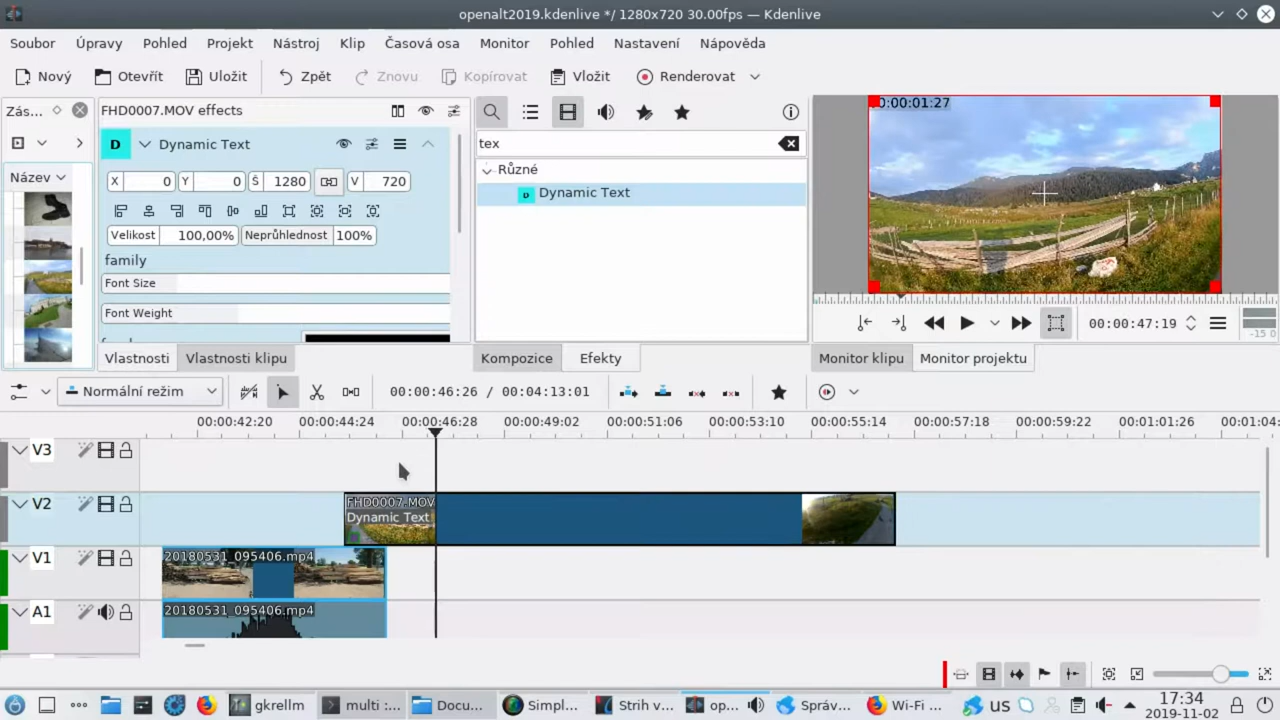 openalt2019.kdenlive */ 1280x720 30.00fps — Kdenlive
Soubor Úpravy Pohled Projekt Nástroj Klip Časová osa Monitor Pohled Nastavení Nápověda
Nový Otevřít Uložit Zpět Znovu Kopírovat Vložit Renderovat
Zás...
FHD0007.MOV effects
0:00:01:27
D Dynamic Text
tex
Název
X 0 Y 0 Š 1280 V 720
Různé
D Dynamic Text
Velikost 100,00% Neprůhlednost 100%
family
Font Size
Font Weight
00:00:47:19
-15 0
Vlastnosti Vlastnosti klipu Kompozice Efekty Monitor klipu Monitor projektu
Normální režim 00:00:46:26 / 00:04:13:01
00:00:42:20 00:00:44:24 00:00:46:28 00:00:49:02 00:00:51:06 00:00:53:10 00:00:55:14 00:00:57:18 00:00:59:22 00:01:01:26 00:01:04:
V3
V2 FHD0007.MOV
Dynamic Text
V1 20180531_095406.mp4
A1 20180531_095406.mp4
gkrellm multi :... Docu... Simpl... Strih v... op... Správ... Wi-Fi ... us 17:34
2019-11-02